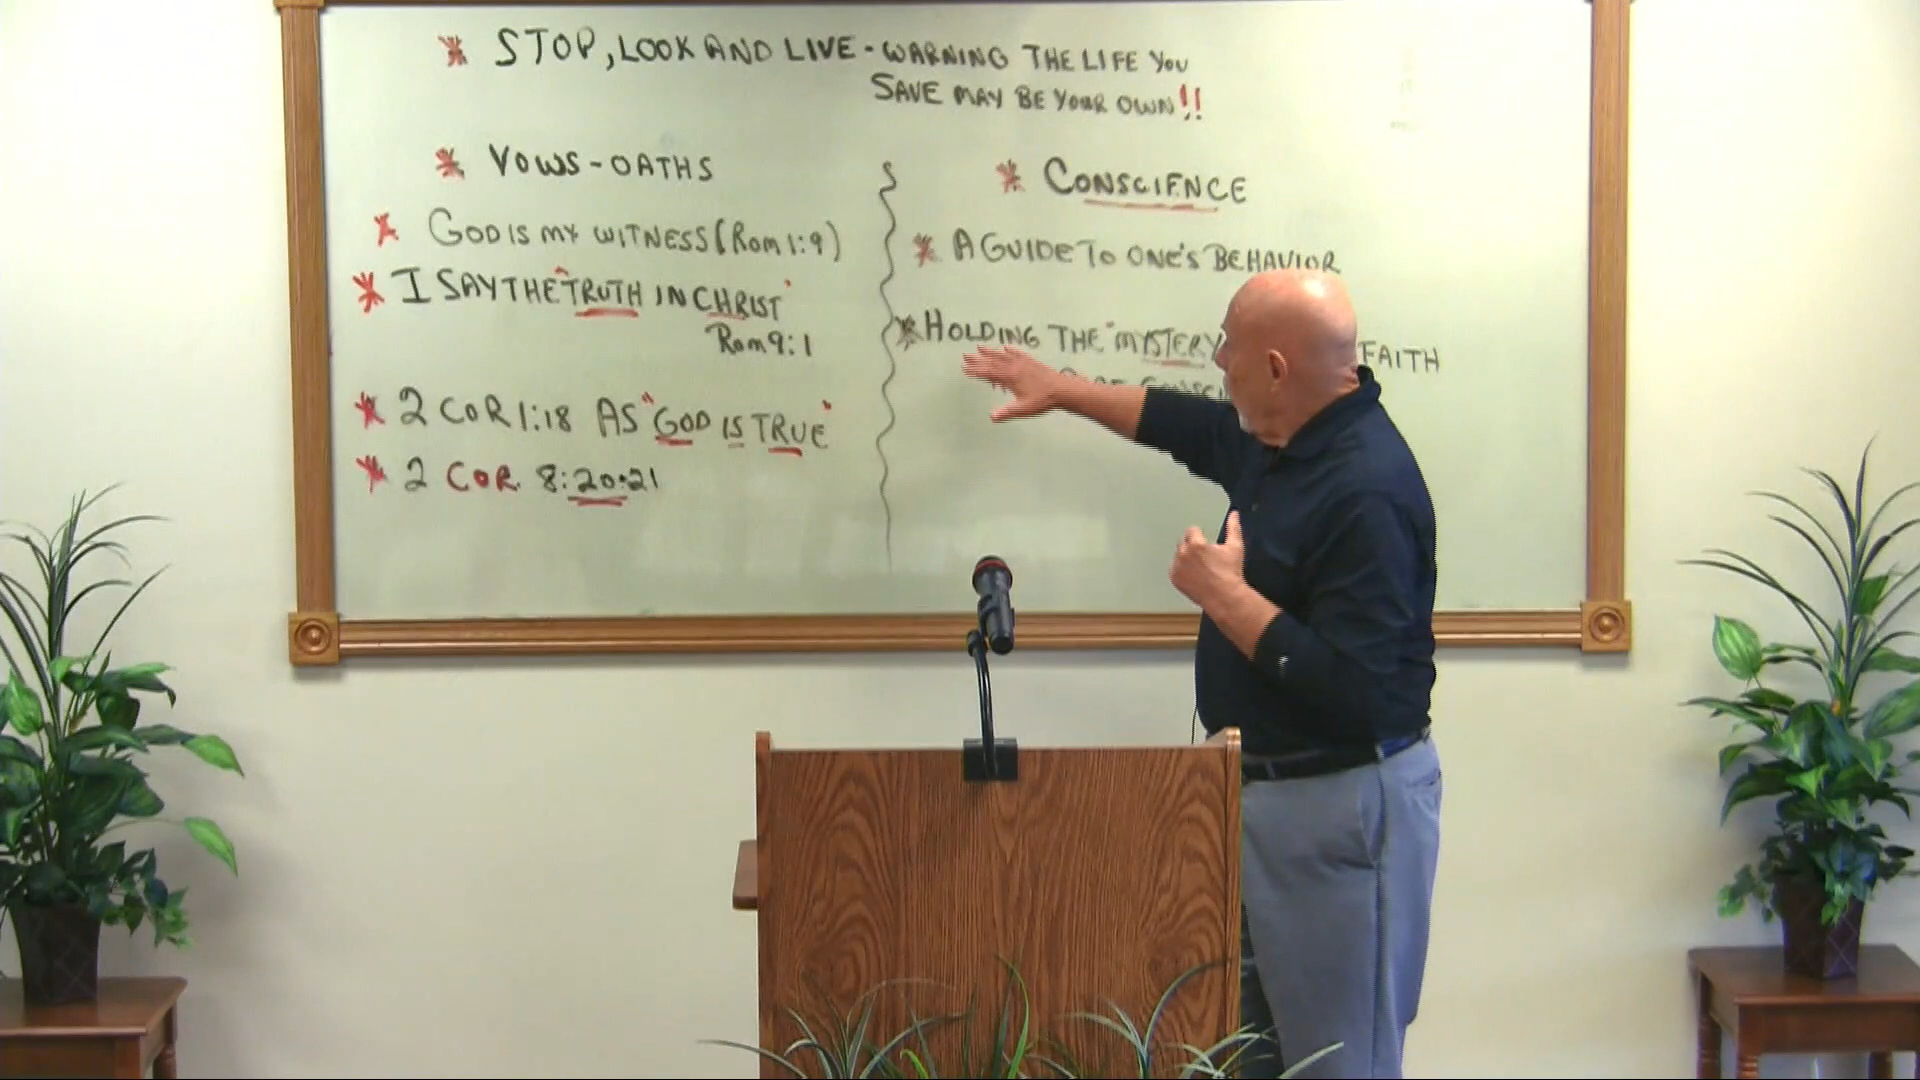 * STOP, LOOK AND LIVE - WARNING THE LIFE YOU
SAVE MAY BE YOUR OWN!!
* VOWS - OATHS
* GOD IS MY WITNESS (Rom 1:9)
* I SAY THE "TRUTH IN CHRIST"
Rom 9:1
* 2 COR 1:18 AS "GOD IS TRUE"
* 2 COR. 8:20-21
* CONSCIENCE
* A GUIDE TO ONE'S BEHAVIOR
* HOLDING THE "MYSTERY FAITH